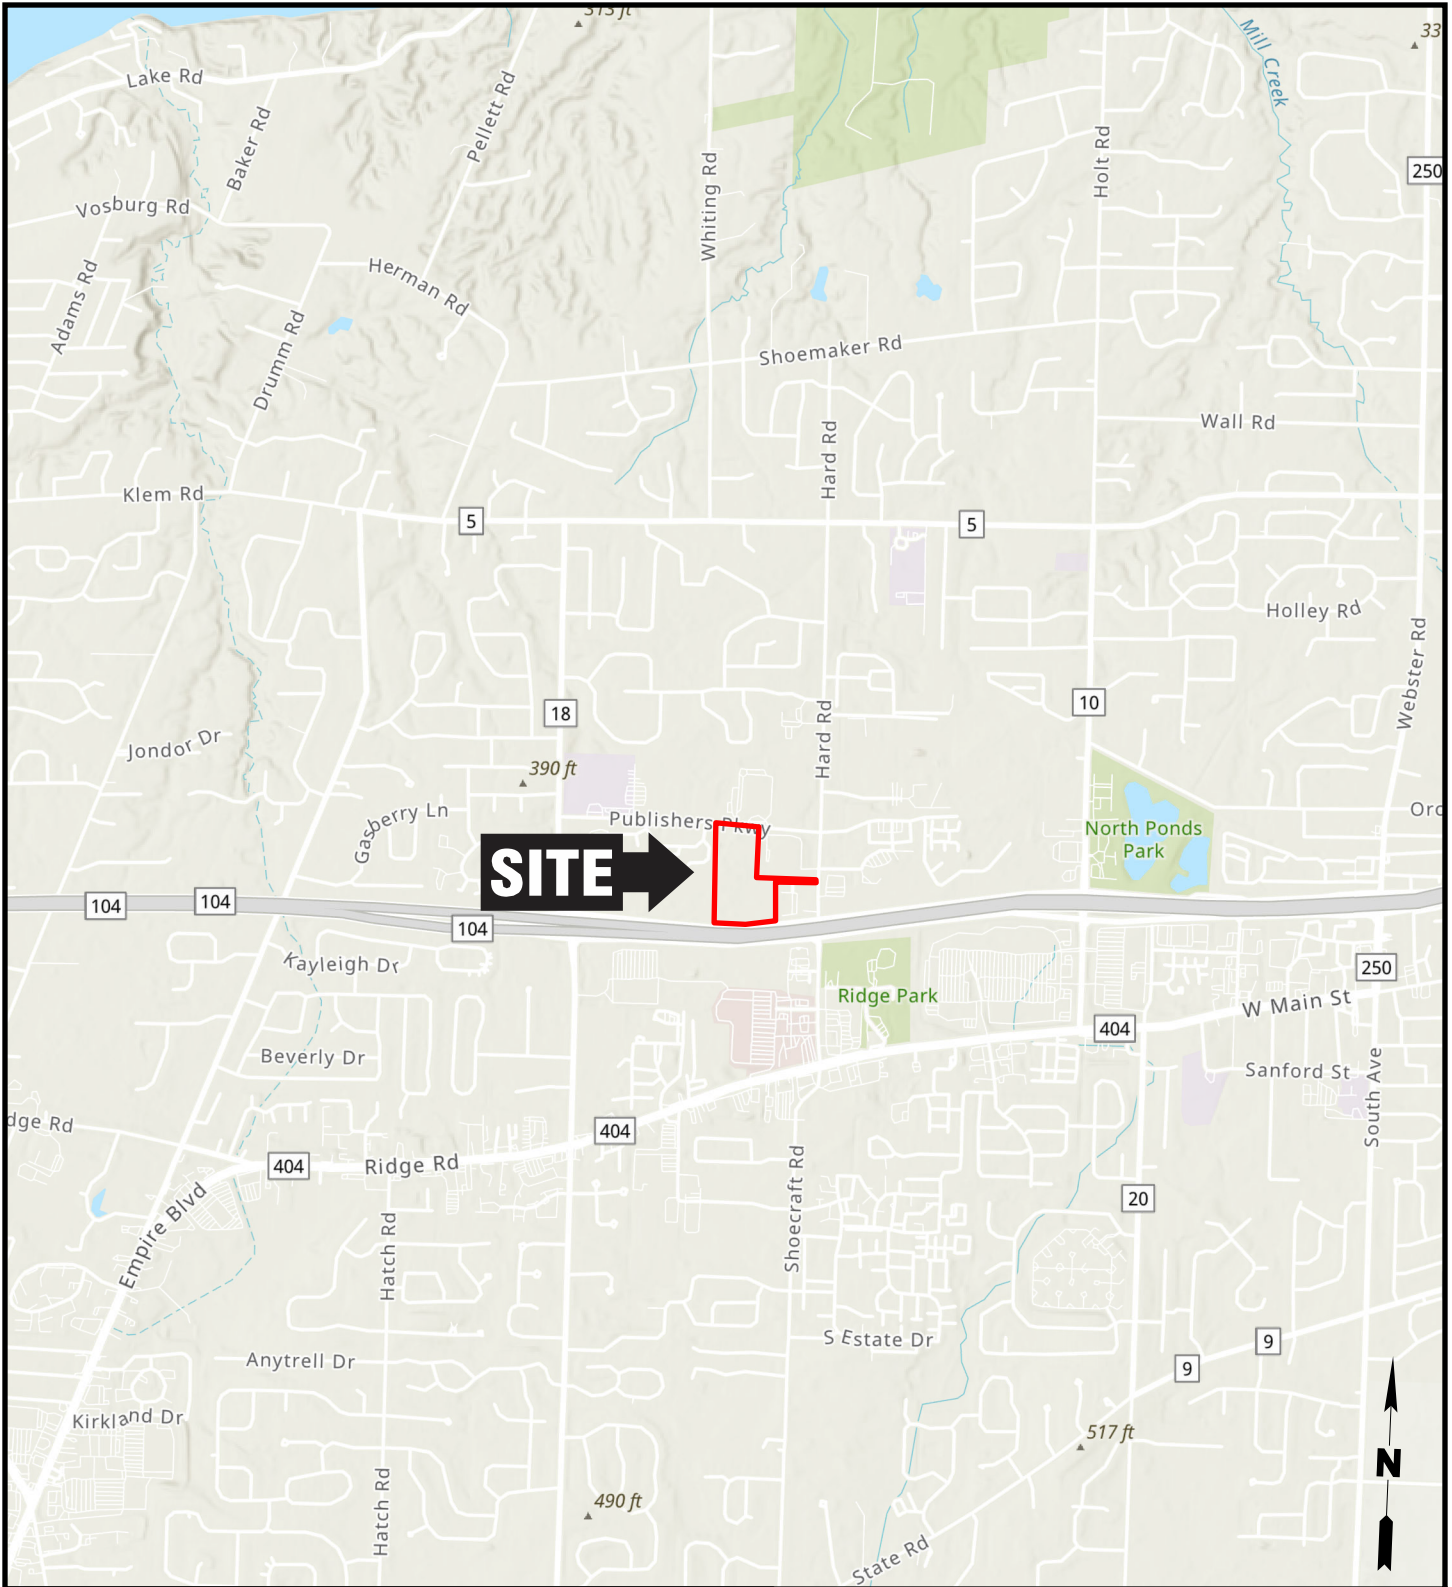 313 ft
Mill Creek
33
Lake Rd
Pellett Rd
Baker Rd
Holt Rd
Whiting Rd
250
Vosburg Rd
Herman Rd
Adams Rd
Drumm Rd
Shoemaker Rd
Wall Rd
Hard Rd
Klem Rd
5
5
Holley Rd
Webster Rd
18
10
Hard Rd
Jondor Dr
390 ft
Gasberry Ln
Publishers Pkwy
Orc
North Ponds
Park
SITE
104
104
104
Kayleigh Dr
250
Ridge Park
W Main St
404
Beverly Dr
Sanford St
South Ave
dge Rd
404
404
Ridge Rd
Shoecraft Rd
20
Empire Blvd
Hatch Rd
S Estate Dr
9
9
Anytrell Dr
Kirkland Dr
517 ft
N
490 ft
Hatch Rd
State Rd